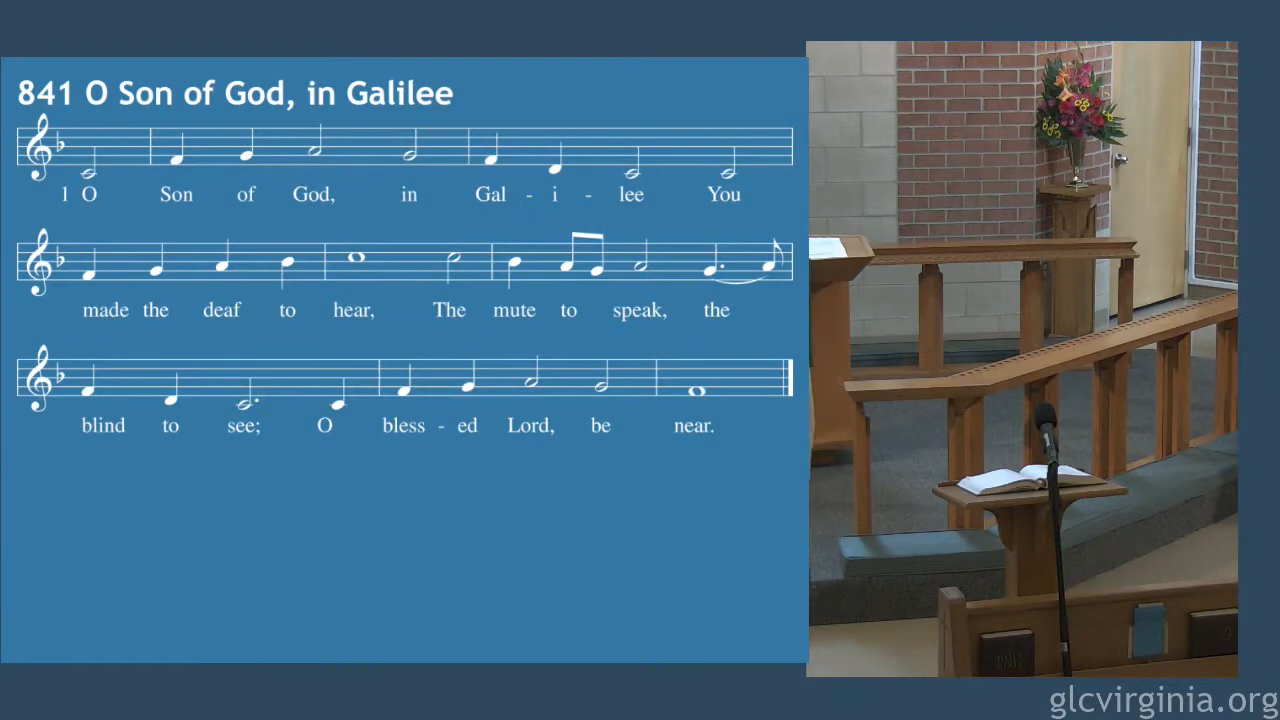 841 O Son of God, in Galilee
1 O Son of God, in Gal - i - lee You
made the deaf to hear, The mute to speak, the
blind to see; O bless - ed Lord, be near.
glcvirginia.org